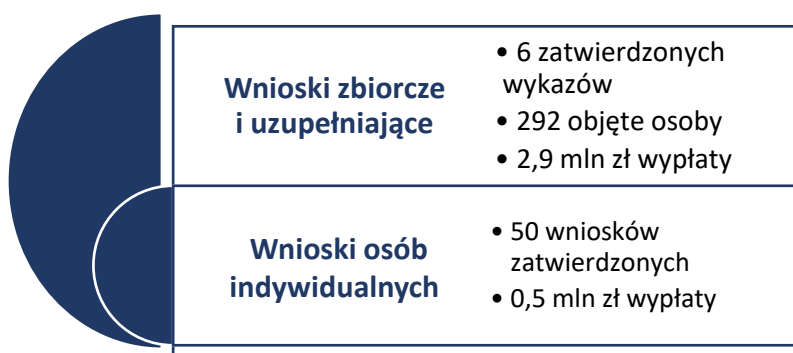 Wnioski zbiorcze
i uzupełniające
• 6 zatwierdzonych
wykazów
• 292 objęte osoby
• 2,9 mln zł wypłaty
Wnioski osób
indywidualnych
• 50 wniosków
zatwierdzonych
• 0,5 mln zł wypłaty